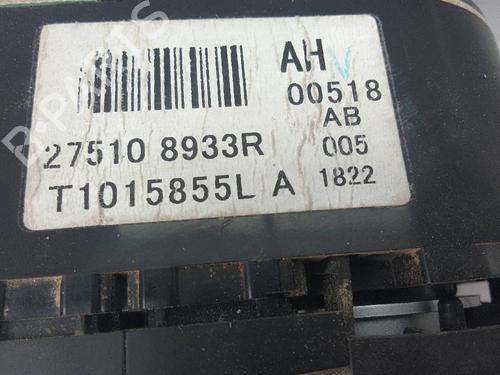 AH
00518
AB
27510 8933R 005
T1015855L A 1822
B-PARTS